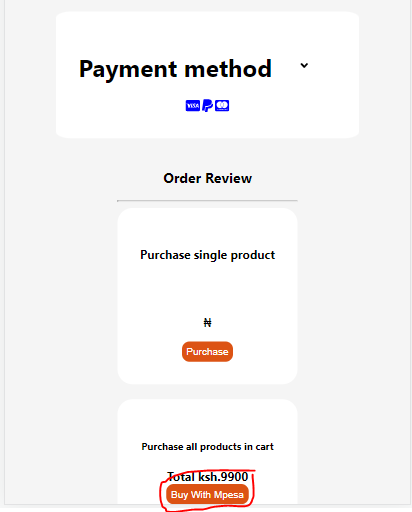 Payment method
VISA
Order Review
Purchase single product
₦
Purchase
Purchase all products in cart
Total ksh.9900
Buy With Mpesa